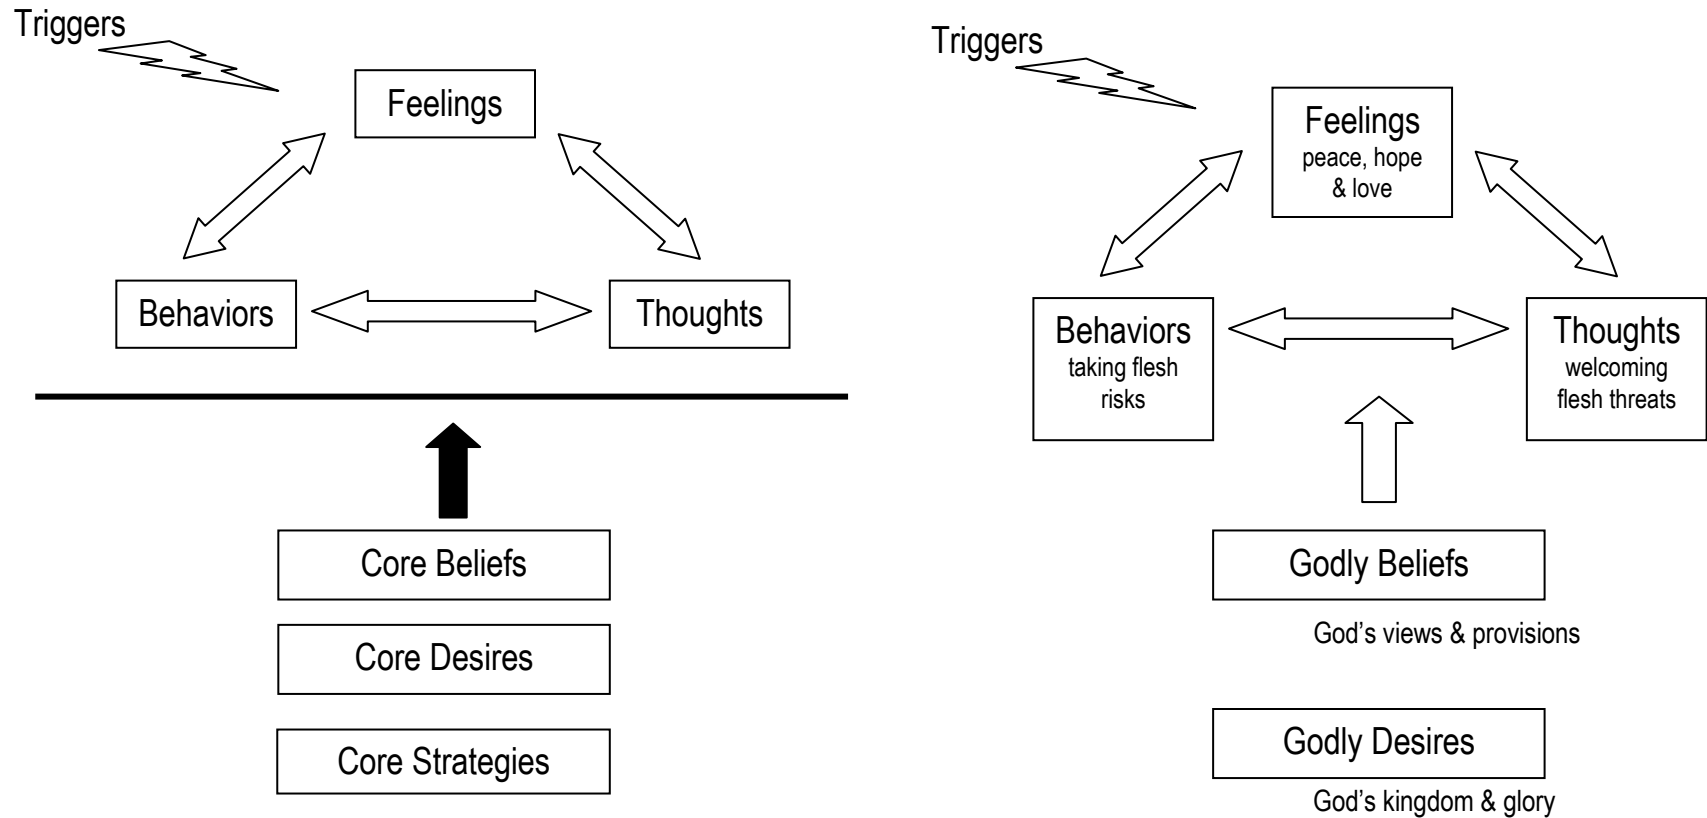 Triggers
Feelings
Behaviors
Thoughts
Core Beliefs
Core Desires
Core Strategies
Triggers
Feelings
peace, hope
& love
Behaviors
taking flesh
risks
Thoughts
welcoming
flesh threats
Godly Beliefs
God’s views & provisions
Godly Desires
God’s kingdom & glory